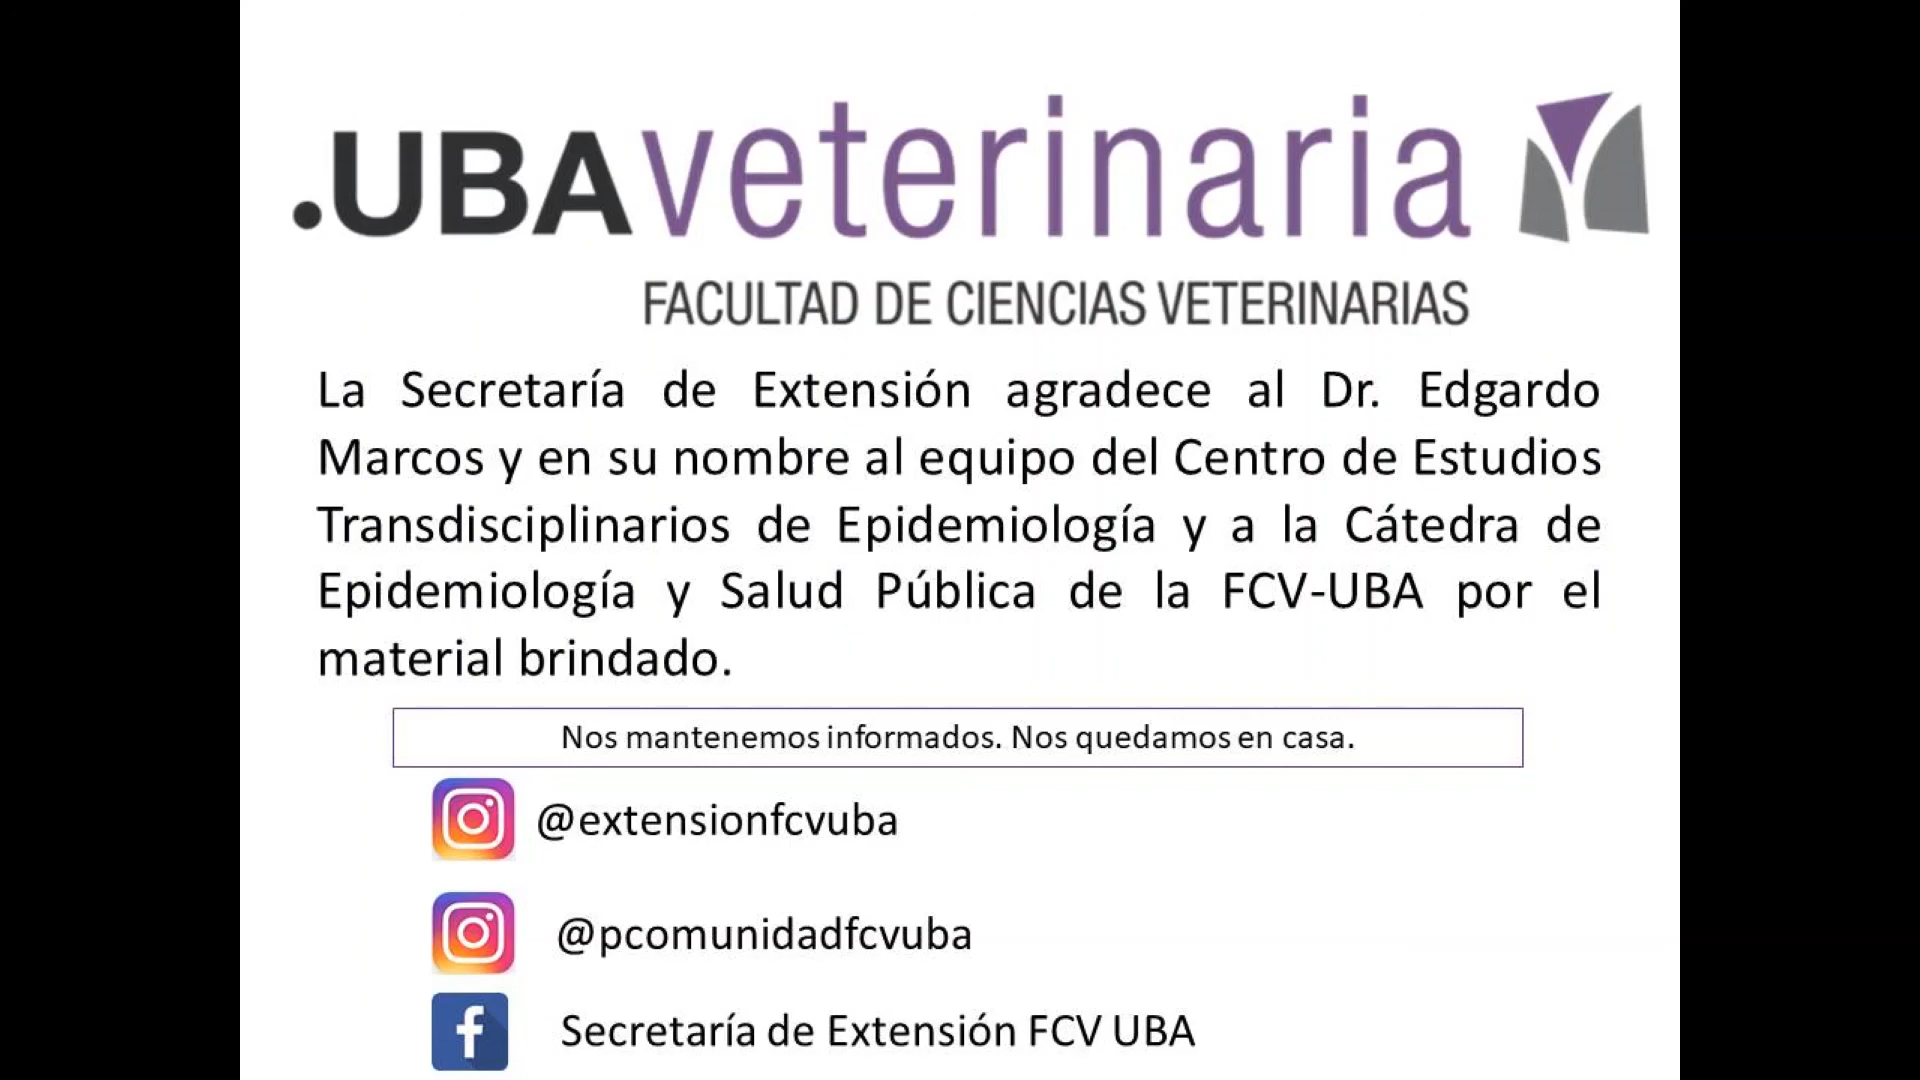 .UBAveterinaria
FACULTAD DE CIENCIAS VETERINARIAS
La Secretaría de Extensión agradece al Dr. Edgardo
Marcos y en su nombre al equipo del Centro de Estudios
Transdisciplinarios de Epidemiología y a la Cátedra de
Epidemiología y Salud Pública de la FCV-UBA por el
material brindado.
Nos mantenemos informados. Nos quedamos en casa.
@extensionfcvuba
@pcomunidadfcvuba
Secretaría de Extensión FCV UBA